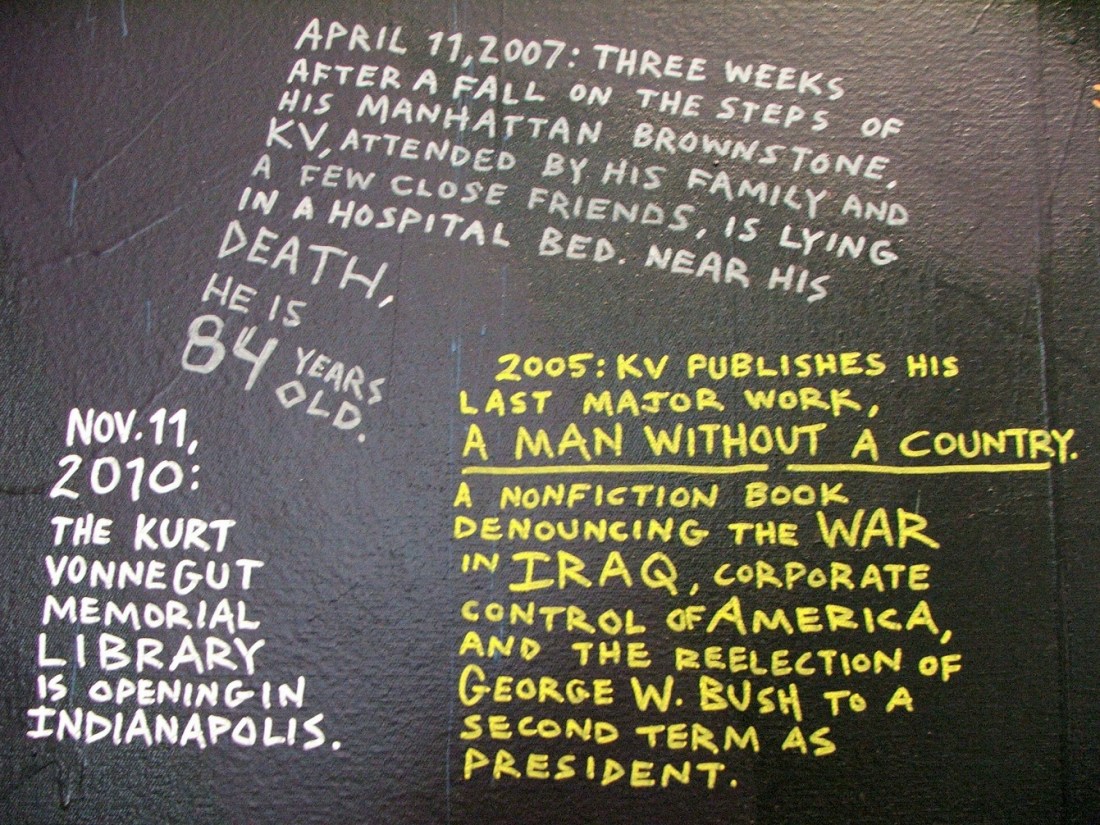 APRIL 11, 2007: THREE WEEKS
AFTER A FALL ON THE STEPS OF
HIS MANHATTAN BROWNSTONE,
KV, ATTENDED BY HIS FAMILY AND
A FEW CLOSE FRIENDS, IS LYING
IN A HOSPITAL BED. NEAR HIS
DEATH,
HE IS
84 YEARS
OLD.
2005: KV PUBLISHES HIS
LAST MAJOR WORK,
A MAN WITHOUT A COUNTRY.
A NONFICTION BOOK
DENOUNCING THE WAR
IN IRAQ, CORPORATE
CONTROL OF AMERICA,
AND THE REELECTION OF
GEORGE W. BUSH TO A
SECOND TERM AS
PRESIDENT.
NOV. 11,
2010:
THE KURT
VONNEGUT
MEMORIAL
LIBRARY
IS OPENING IN
INDIANAPOLIS.